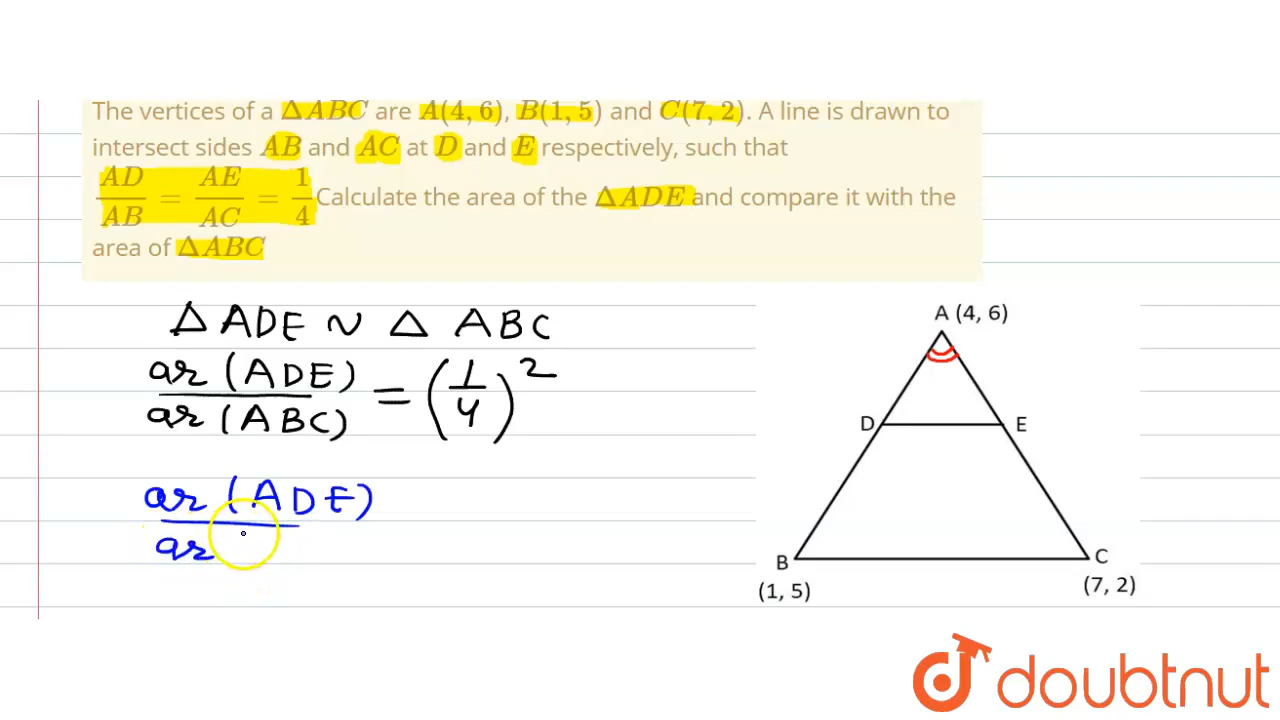 The vertices of a ΔABC are A(4, 6), B(1, 5) and C(7, 2). A line is drawn to
intersect sides AB and AC at D and E respectively, such that
AD/AB = AE/AC = 1/4 Calculate the area of the ΔADE and compare it with the
area of ΔABC
Δ ADE ~ Δ ABC
ar (ADE)/ar (ABC) = (1/4)^2
ar (ADE)
ar
A (4, 6)
D E
B C
(1, 5) (7, 2)
doubtnut